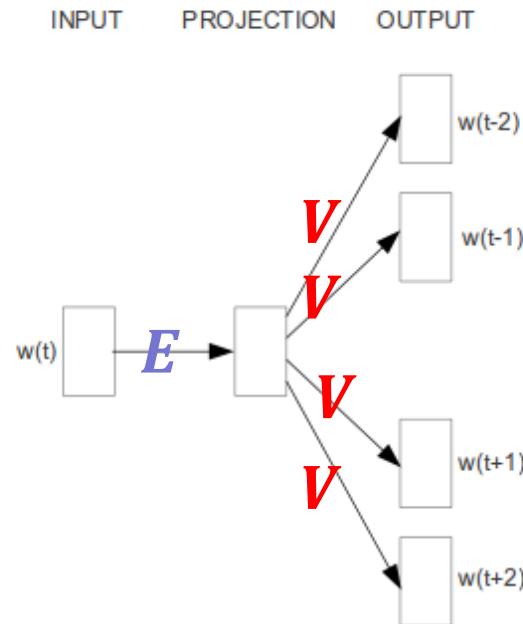 INPUT PROJECTION OUTPUT
w(t-2)
V
w(t-1)
V
w(t) E
V
w(t+1)
V
w(t+2)